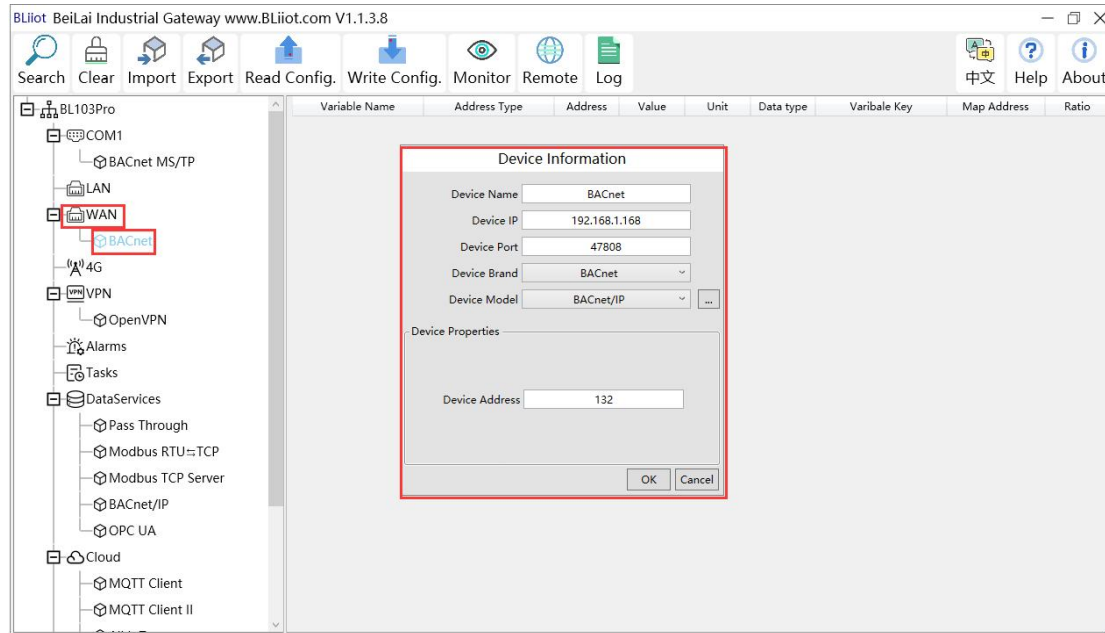 BLiiot BeiLai Industrial Gateway www.BLiiot.com V1.1.3.8
Search Clear Import Export Read Config. Write Config. Monitor Remote Log 中文 Help About
Variable Name Address Type Address Value Unit Data type Varibale Key Map Address Ratio
BL103Pro
COM1
BACnet MS/TP
LAN
WAN
BACnet
4G
VPN
OpenVPN
Alarms
Tasks
DataServices
Pass Through
Modbus RTU⇆TCP
Modbus TCP Server
BACnet/IP
OPC UA
Cloud
MQTT Client
MQTT Client II
Device Information
Device Name BACnet
Device IP 192.168.1.168
Device Port 47808
Device Brand BACnet
Device Model BACnet/IP ...
Device Properties
Device Address 132
OK Cancel